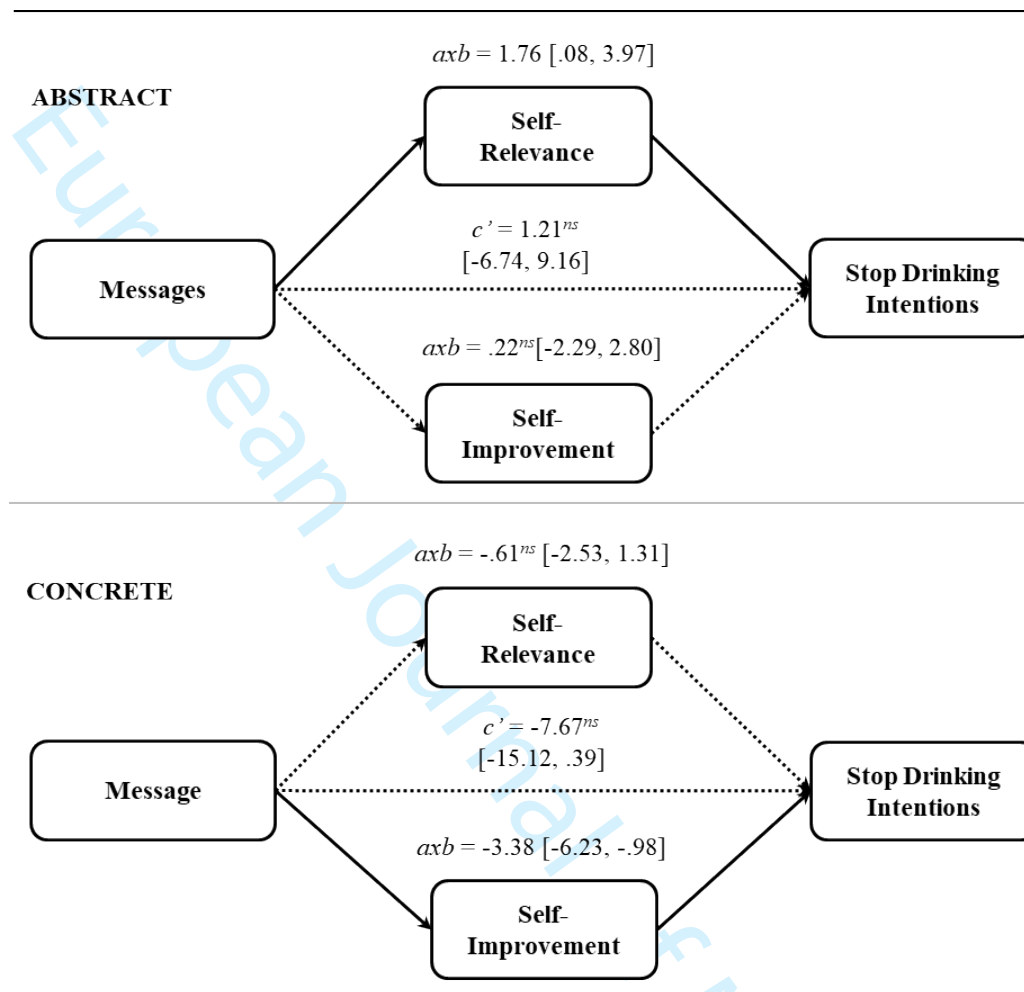 axb = 1.76 [.08, 3.97]
ABSTRACT
Self-
Relevance
c' = 1.21ns
[-6.74, 9.16]
Messages
Stop Drinking
Intentions
axb = .22ns[-2.29, 2.80]
Self-
Improvement
axb = -.61ns [-2.53, 1.31]
CONCRETE
Self-
Relevance
c' = -7.67ns
[-15.12, .39]
Message
Stop Drinking
Intentions
axb = -3.38 [-6.23, -.98]
Self-
Improvement
European Journal of